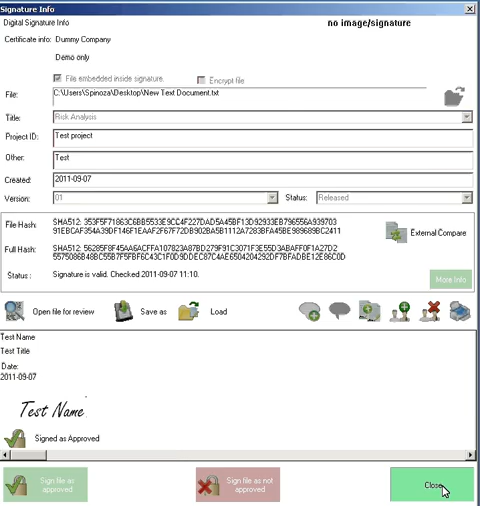 Signature Info
Digital Signature Info
no image/signature
Certificate info: Dummy Company
Demo only
File embedded inside signature.
Encrypt file
File: C:\Users\Spinoza\Desktop\New Text Document.txt
Title: Risk Analysis
Project ID: Test project
Other: Test
Created: 2011-09-07
Version: 01 Status: Released
File Hash: SHA512: 353F5F71863C6BB5533E9CC4F227DAD5A45BF13D92933EB796556A939703
91EBCAF354A39DF146F1EAAF2F67F72DB902BA5B1112A7283BFA45BE989689BC2411
External Compare
Full Hash: SHA512: 56285F8F45AA6ACFFA107823A87BD279F91C3071F3E55D3ABAFF0F1A27D2
5575086B48BC55B7F5FBF6C43C1F0D9DDEC87C4AE6504204292DF7BFADBE12E86C0D
Status : Signature is valid. Checked 2011-09-07 11:10.
More Info
Open file for review Save as Load
Test Name
Test Title
Date:
2011-09-07
Test Name
Signed as Approved
Sign file as
approved
Sign file as not
approved
Close